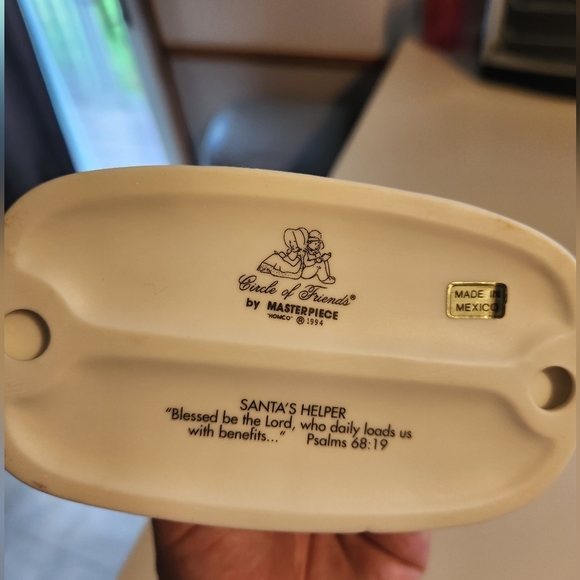 Circle of Friends®
by MASTERPIECE
"HOMCO" ® 1994
MADE IN
MEXICO
SANTA'S HELPER
"Blessed be the Lord, who daily loads us
with benefits..." Psalms 68:19